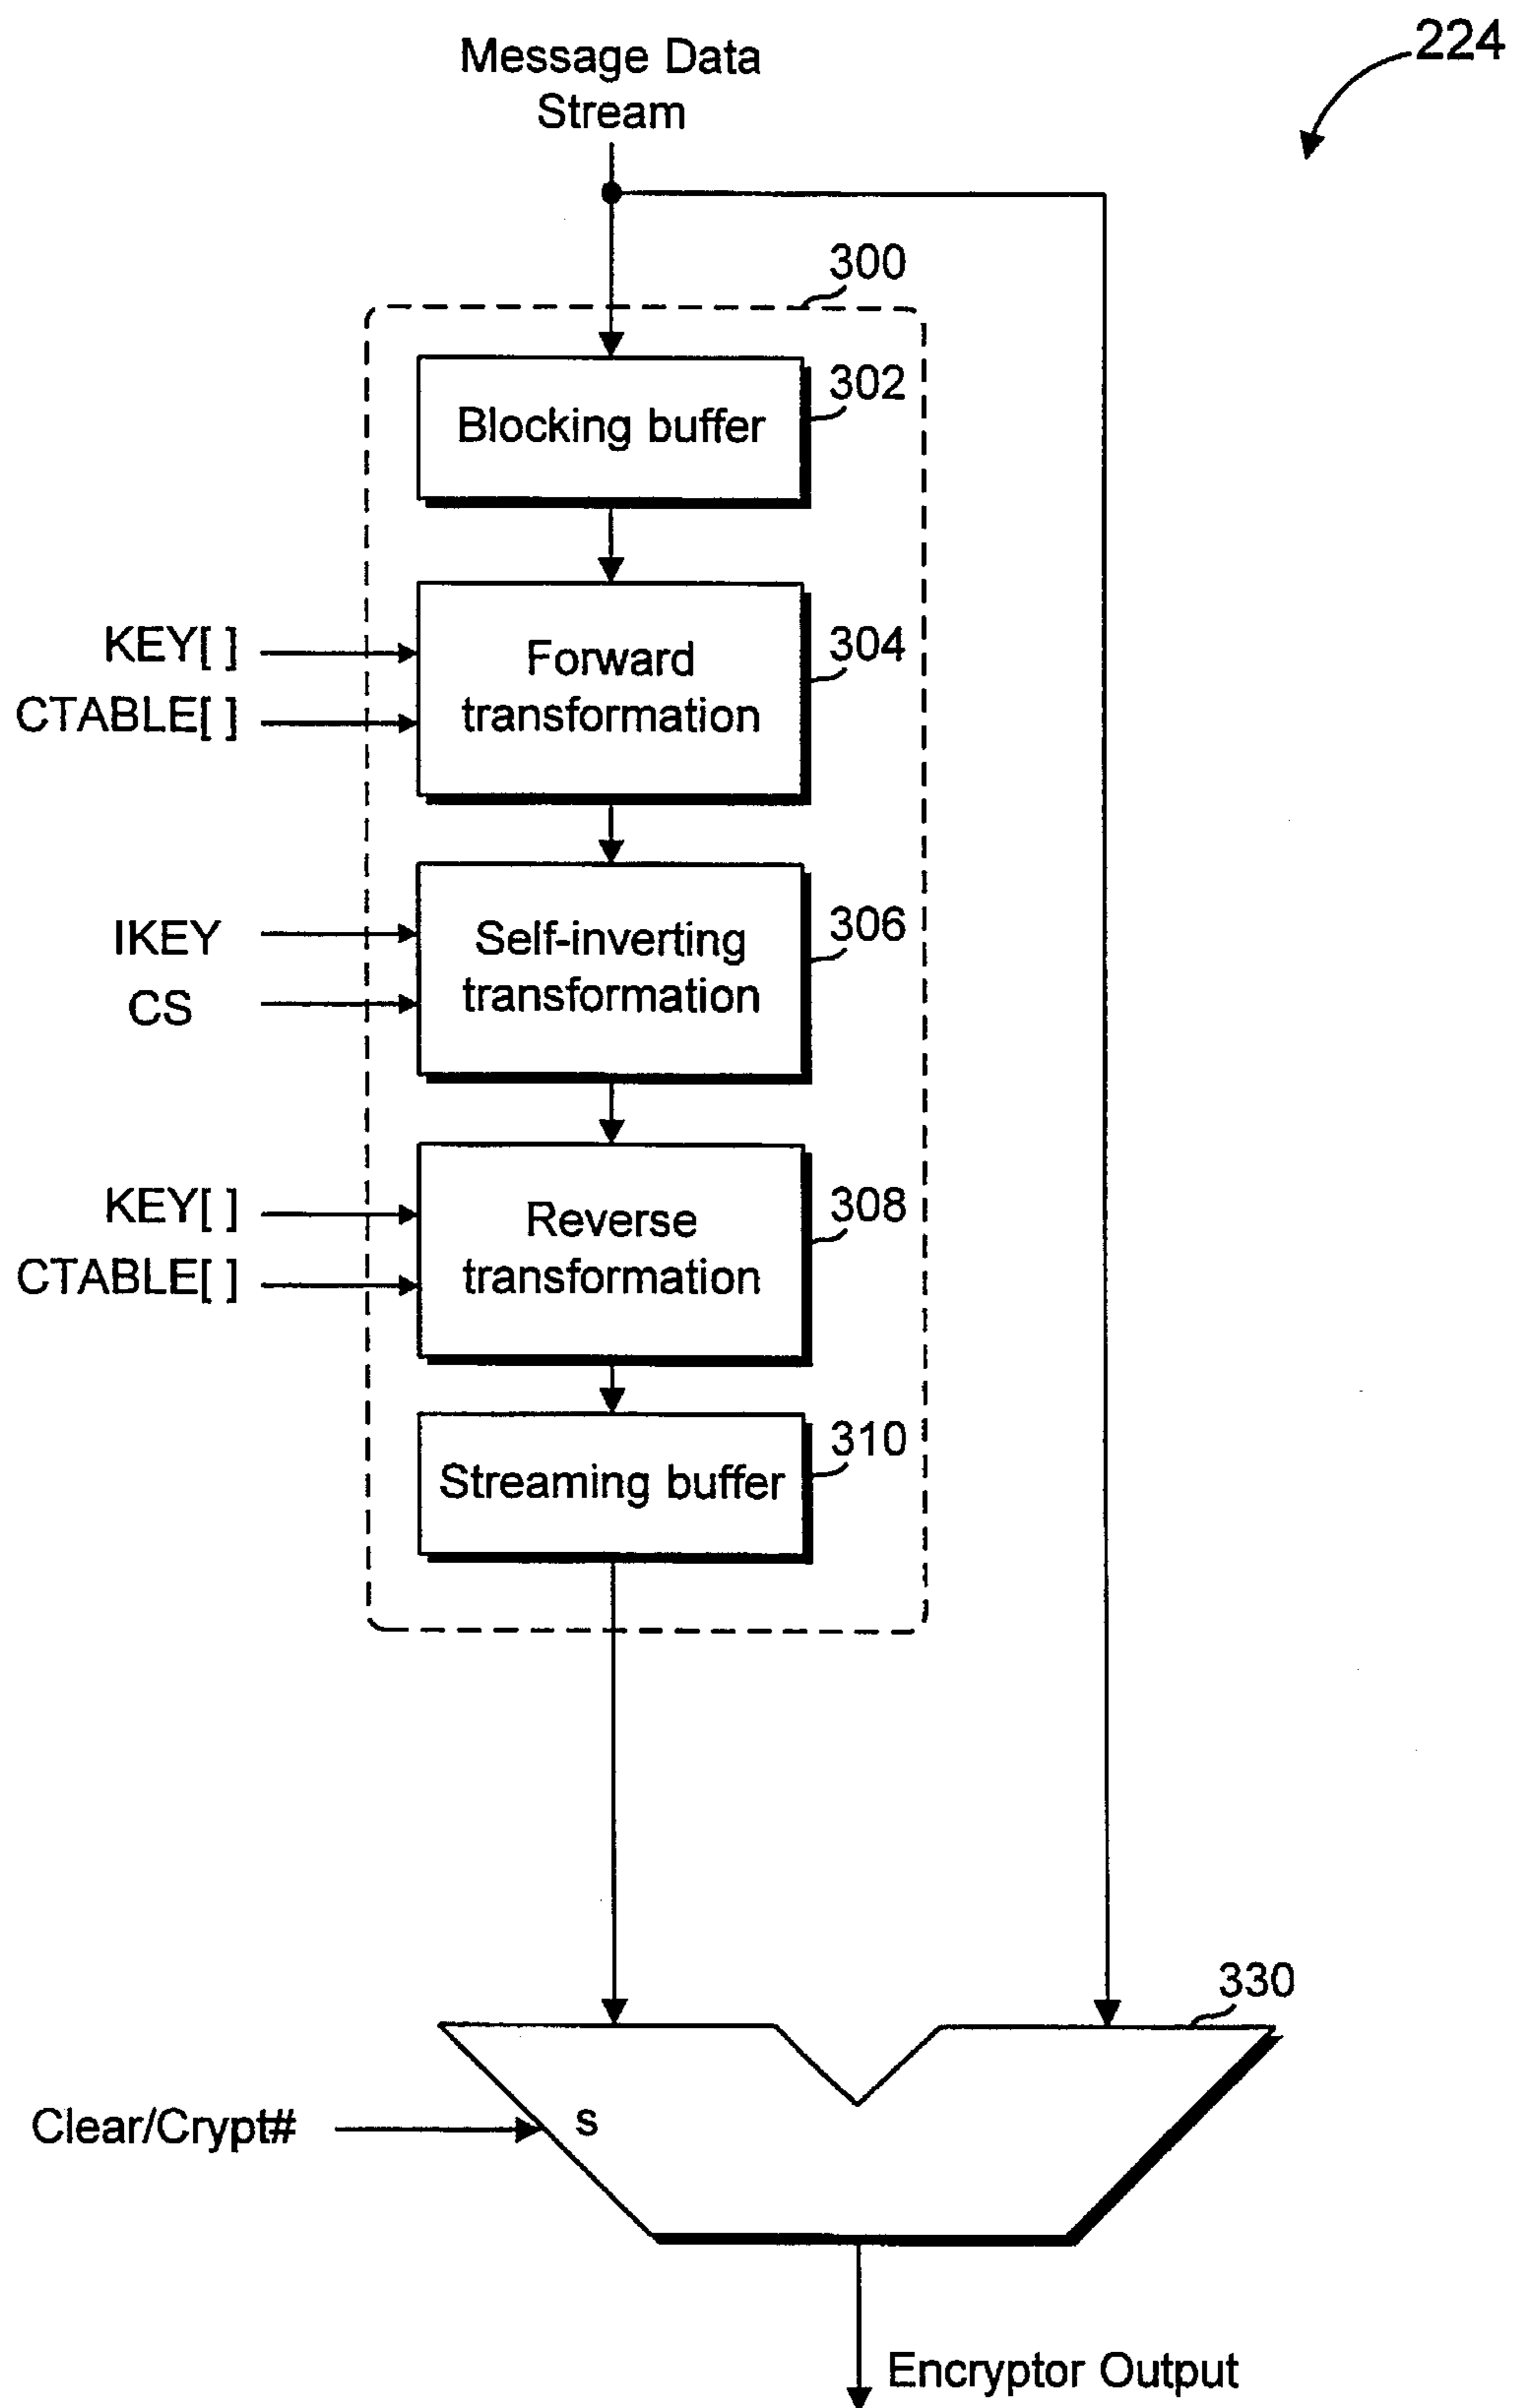 224
Message Data
Stream
300
302
Blocking buffer
KEY[ ]
CTABLE[ ]
304
Forward
transformation
IKEY
CS
306
Self-inverting
transformation
KEY[ ]
CTABLE[ ]
308
Reverse
transformation
310
Streaming buffer
330
Clear/Crypt#
s
Encryptor Output